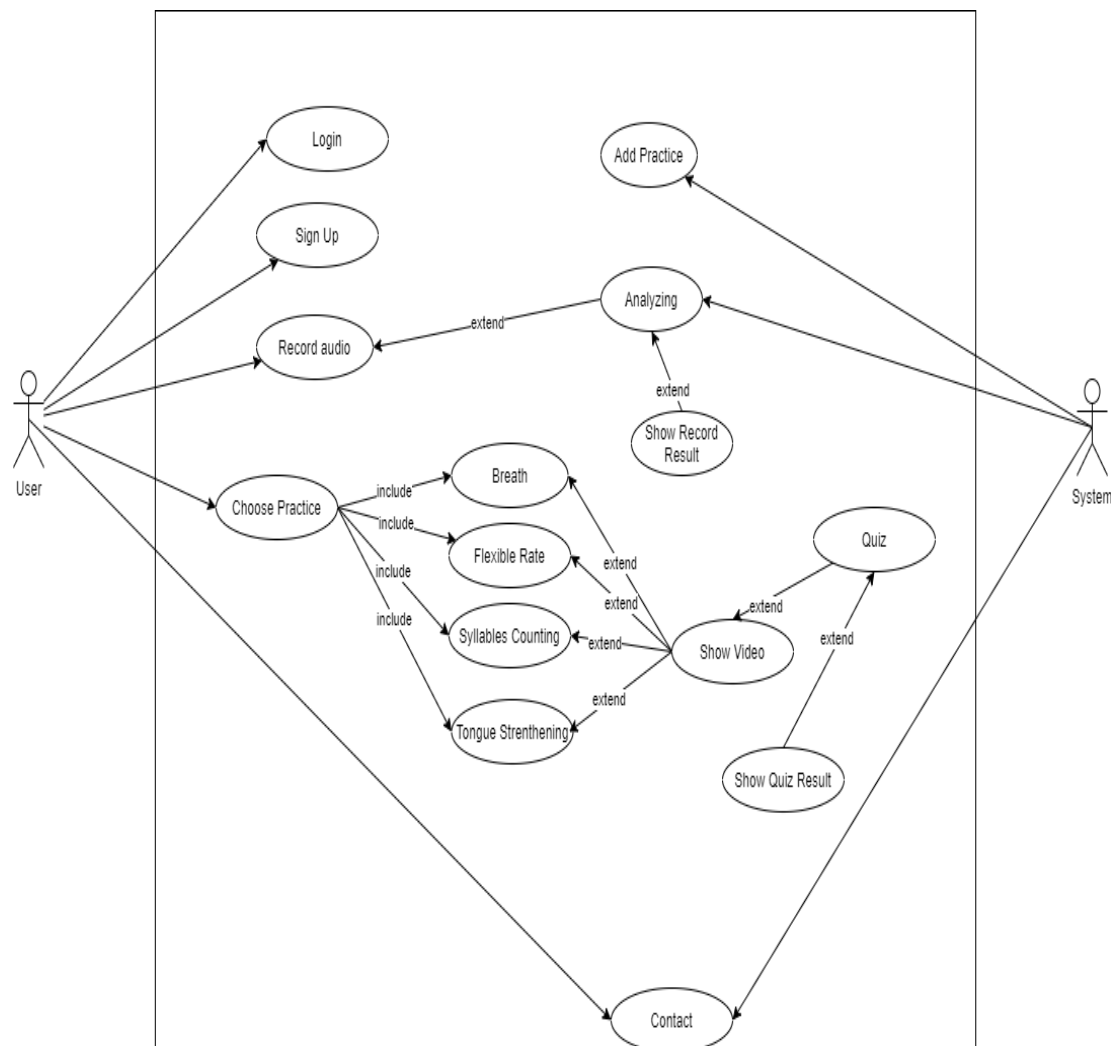 Login
Add Practice
Sign Up
Analyzing
extend
Record audio
extend
Show Record
Result
User
System
Choose Practice
include
Breath
include
Flexible Rate
extend
Quiz
include
extend
extend
include
Syllables Counting
extend
Show Video
extend
extend
Tongue Strenthening
Show Quiz Result
Contact